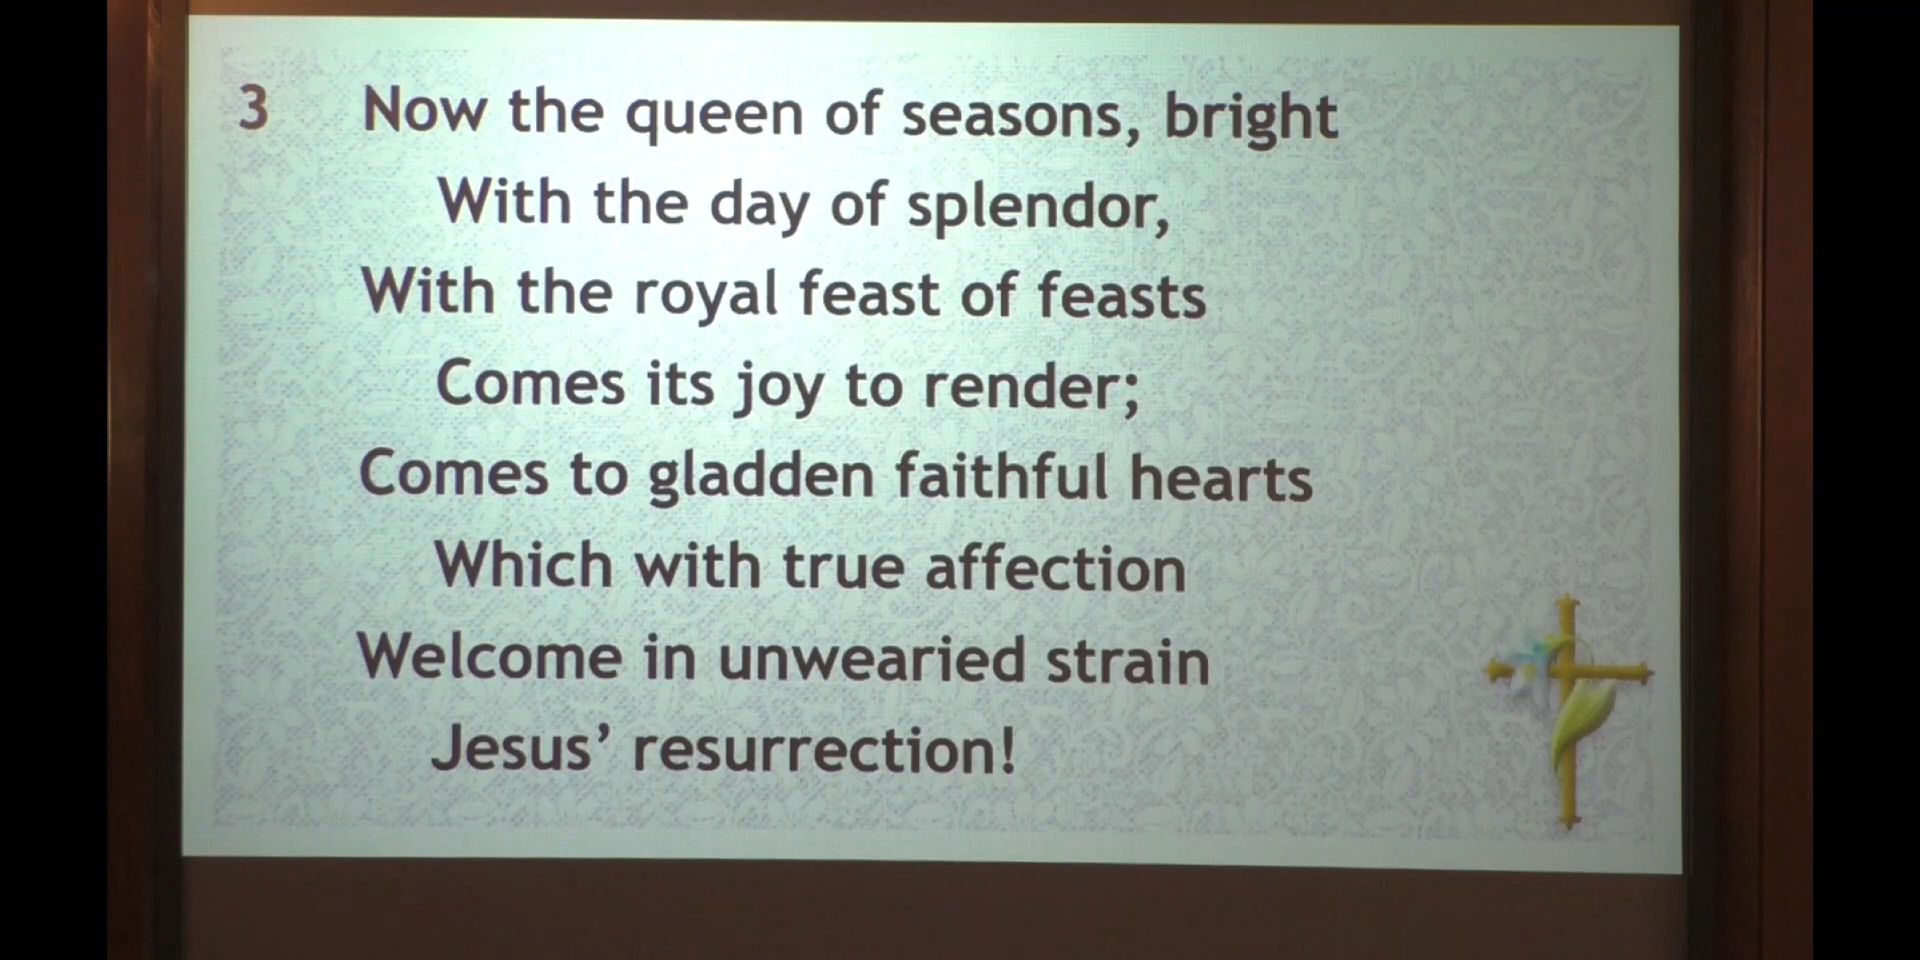 3 Now the queen of seasons, bright
With the day of splendor,
With the royal feast of feasts
Comes its joy to render;
Comes to gladden faithful hearts
Which with true affection
Welcome in unwearied strain
Jesus’ resurrection!